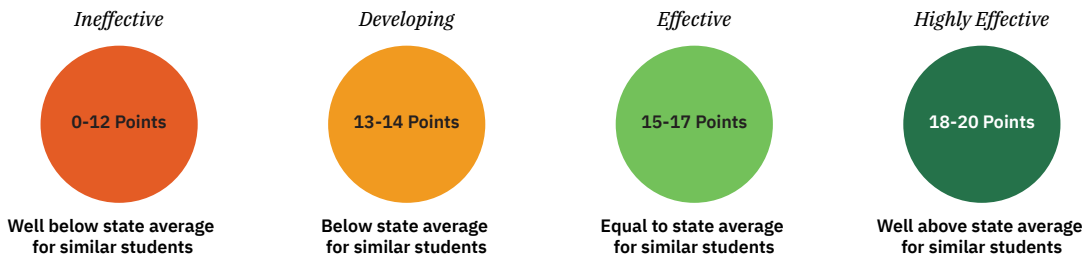 Ineffective
0-12 Points
Well below state average
for similar students
Developing
13-14 Points
Below state average
for similar students
Effective
15-17 Points
Equal to state average
for similar students
Highly Effective
18-20 Points
Well above state average
for similar students